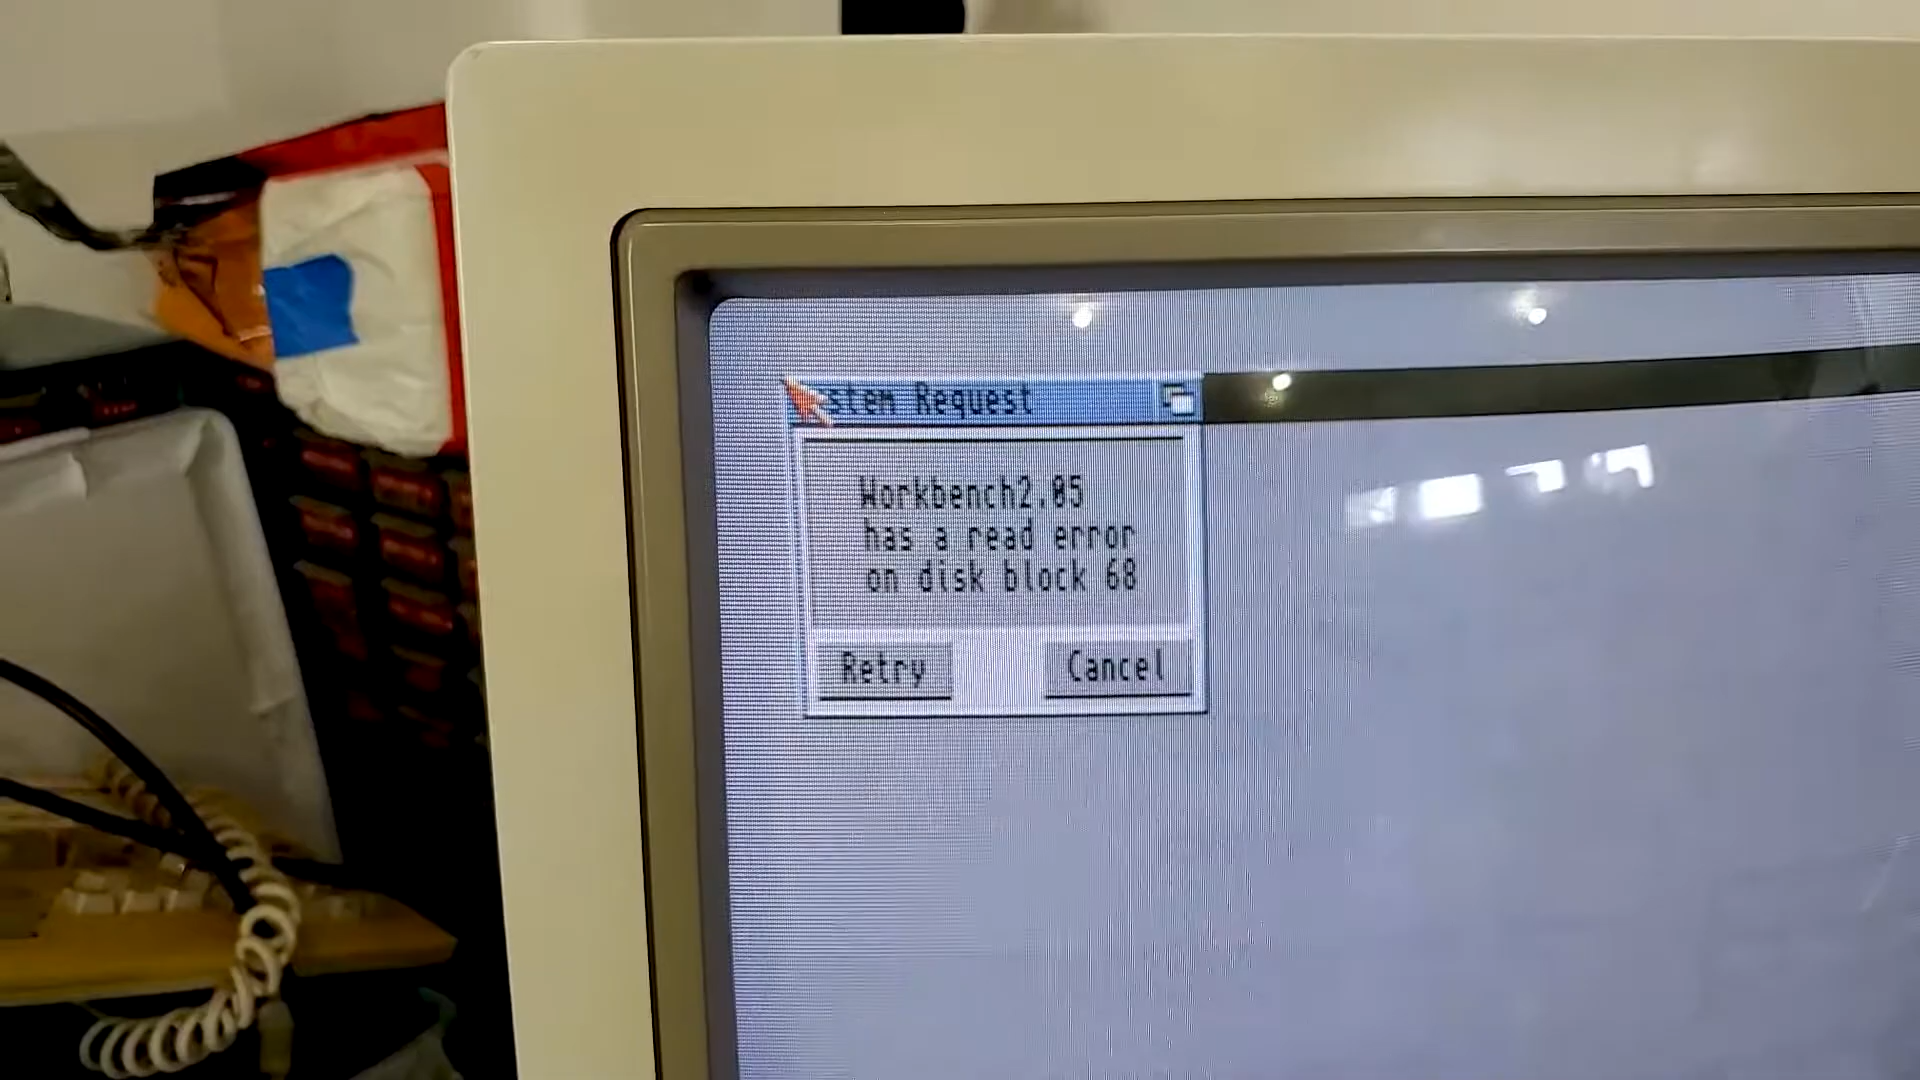 stem Request
Workbench2.05
has a read error
on disk block 68
Retry
Cancel